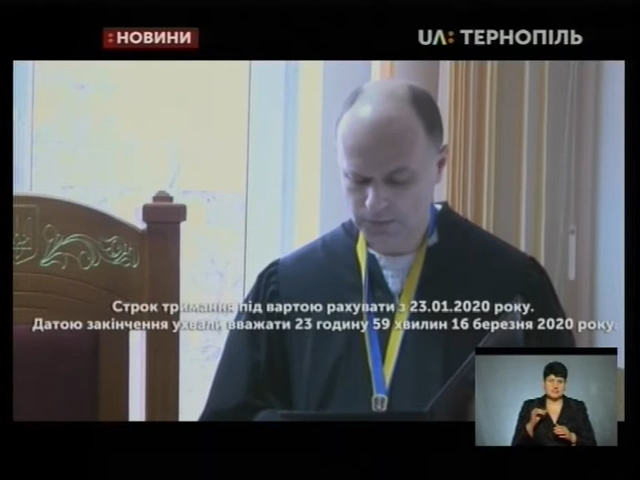 :НОВИНИ
UA: ТЕРНОПІЛЬ
Строк тримання під вартою рахувати з 23.01.2020 року.
Датою закінчення ухвали вважати 23 годину 59 хвилин 16 березня 2020 року.